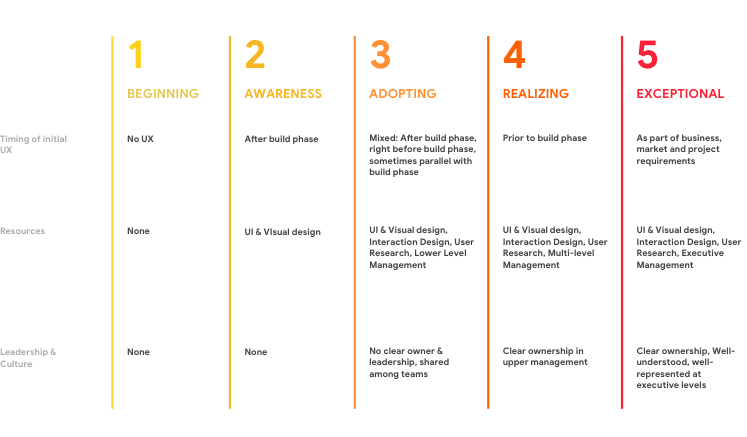 1
2
3
4
5
BEGINNING
AWARENESS
ADOPTING
REALIZING
EXCEPTIONAL
Timing of initial
UX
No UX
After build phase
Mixed: After build phase,
right before build phase,
sometimes parallel with
build phase
Prior to build phase
As part of business,
market and project
requirements
Resources
None
UI & VIsual design
UI & Visual design,
Interaction Design, User
Research, Lower Level
Management
UI & Visual design,
Interaction Design, User
Research, Multi-level
Management
UI & Visual design,
Interaction Design, User
Research, Executive
Management
Leadership &
Culture
None
None
No clear owner &
leadership, shared
among teams
Clear ownership in
upper management
Clear ownership, Well-
understood, well-
represented at
executive levels